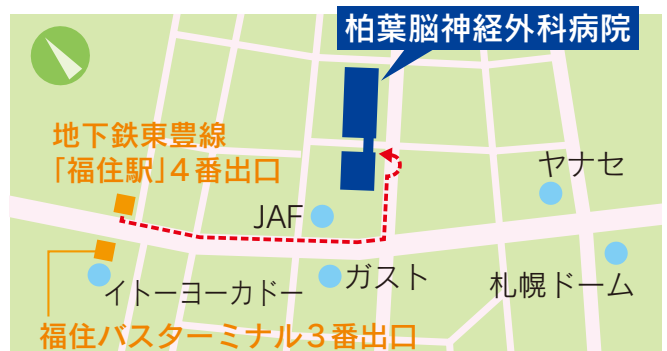 柏葉脳神経外科病院
地下鉄東豊線
「福住駅」4番出口
ヤナセ
JAF
イトーヨーカドー
ガスト
札幌ドーム
福住バスターミナル3番出口